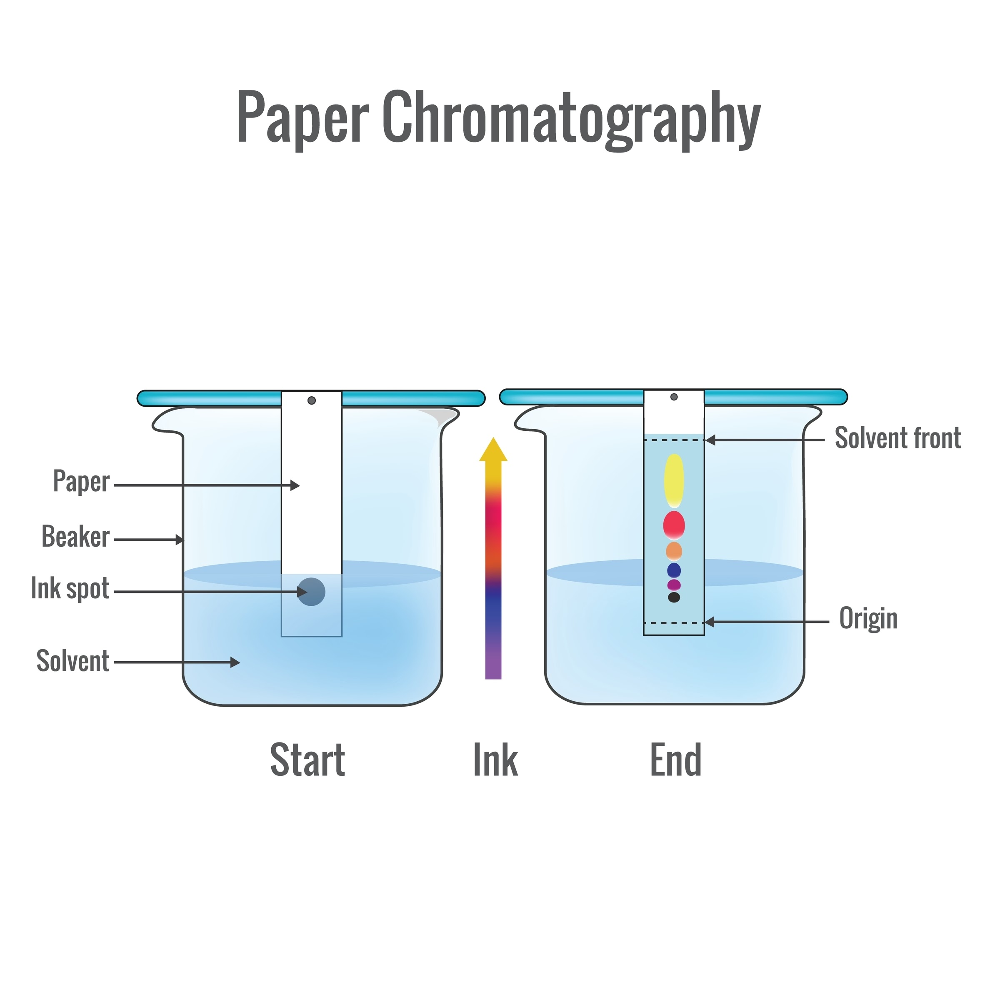 Paper Chromatography
Paper
Beaker
Ink spot
Solvent
Solvent front
Origin
Start
Ink
End